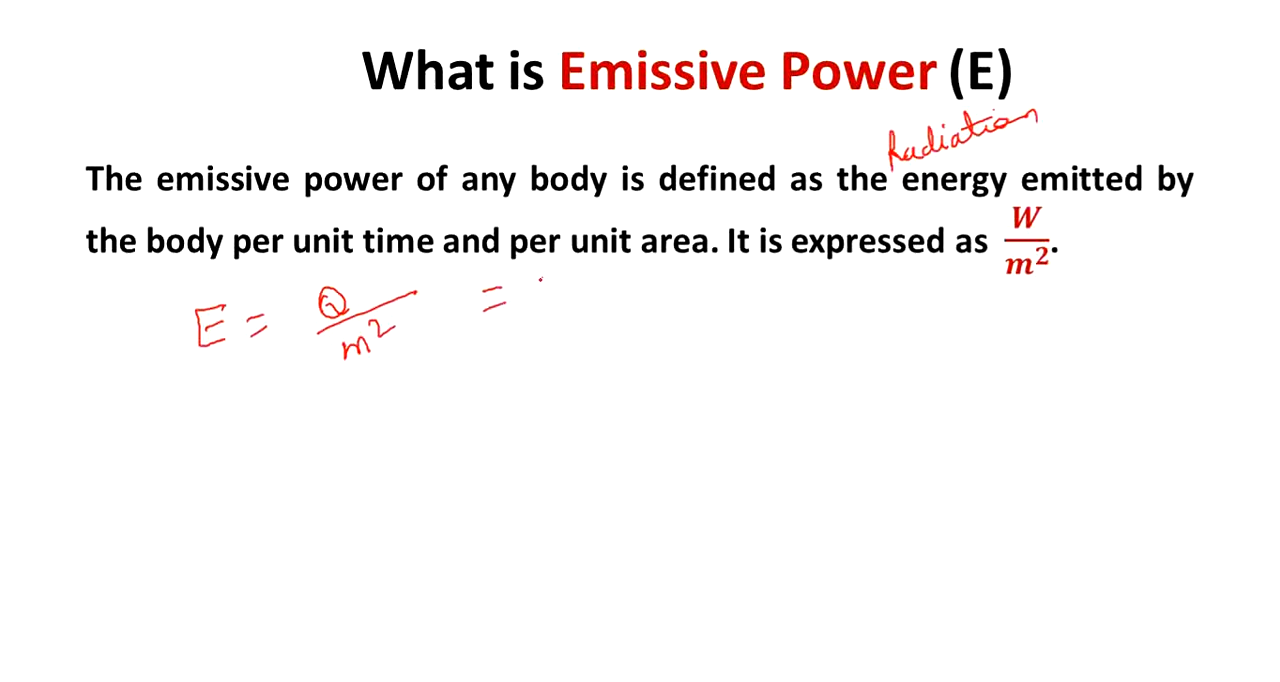 What is Emissive Power (E)
Radiation
The emissive power of any body is defined as the energy emitted by
the body per unit time and per unit area. It is expressed as W/m².
E = Q/m² =